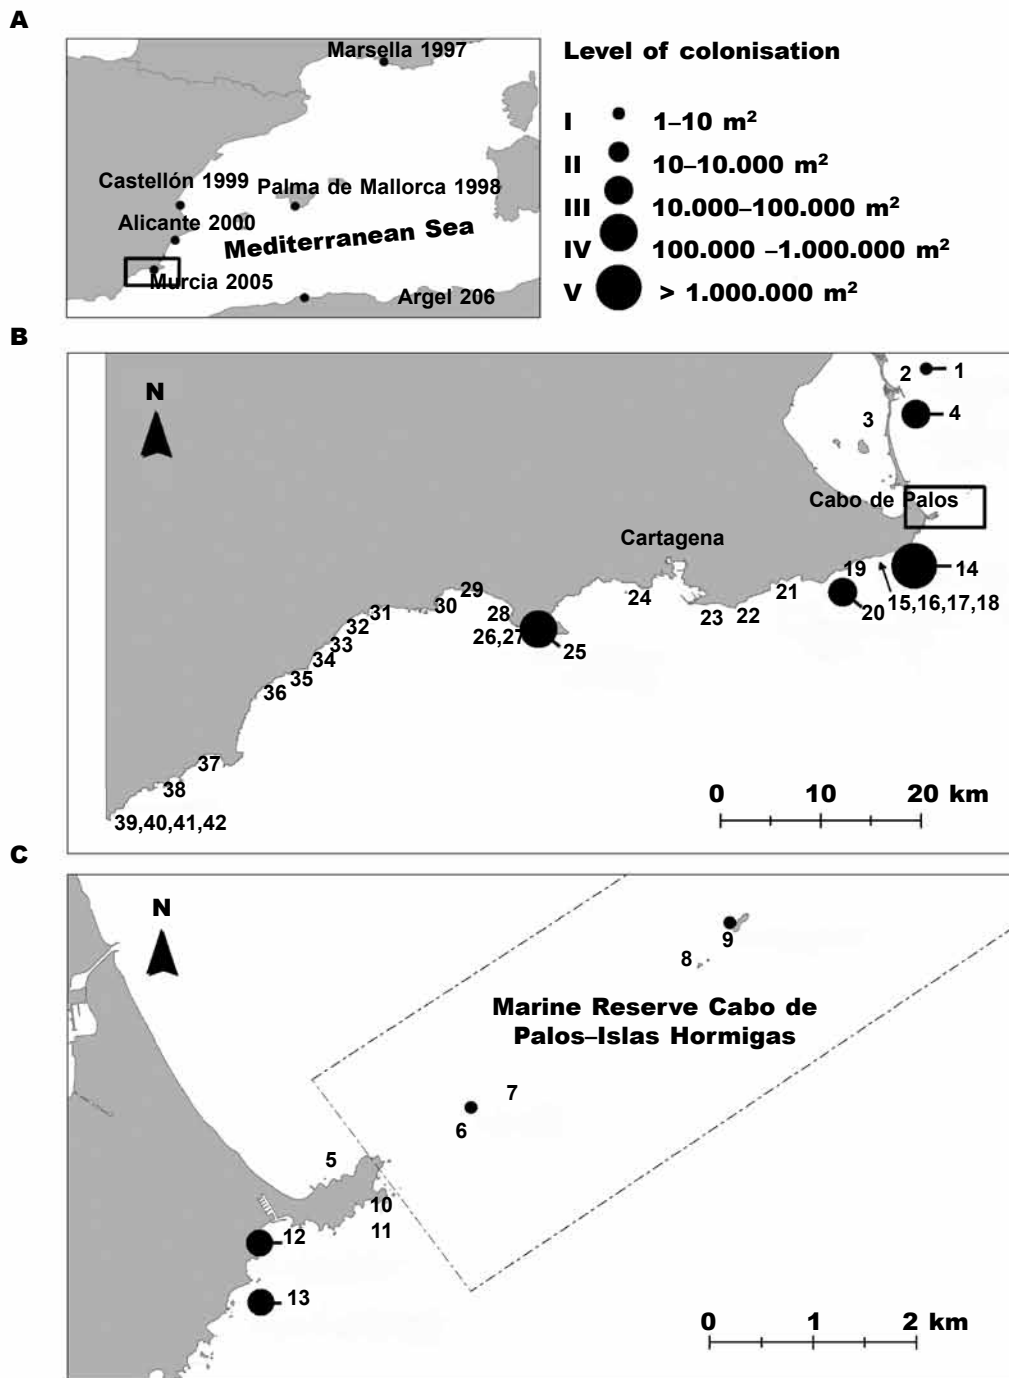 A
Marsella 1997
Castellón 1999
Palma de Mallorca 1998
Alicante 2000
Mediterranean Sea
Murcia 2005
Argel 206
Level of colonisation
I 1–10 m²
II 10–10.000 m²
III 10.000–100.000 m²
IV 100.000 –1.000.000 m²
V > 1.000.000 m²
B
N
2 1
3 4
Cabo de Palos
Cartagena
19 14
15,16,17,18
20
21
22
23
24
25
26,27
28
29
30
31
32
33
34
35
36
37
38
39,40,41,42
0 10 20 km
C
N
9
8
Marine Reserve Cabo de
Palos–Islas Hormigas
7
6
5
10
11
12
13
0 1 2 km